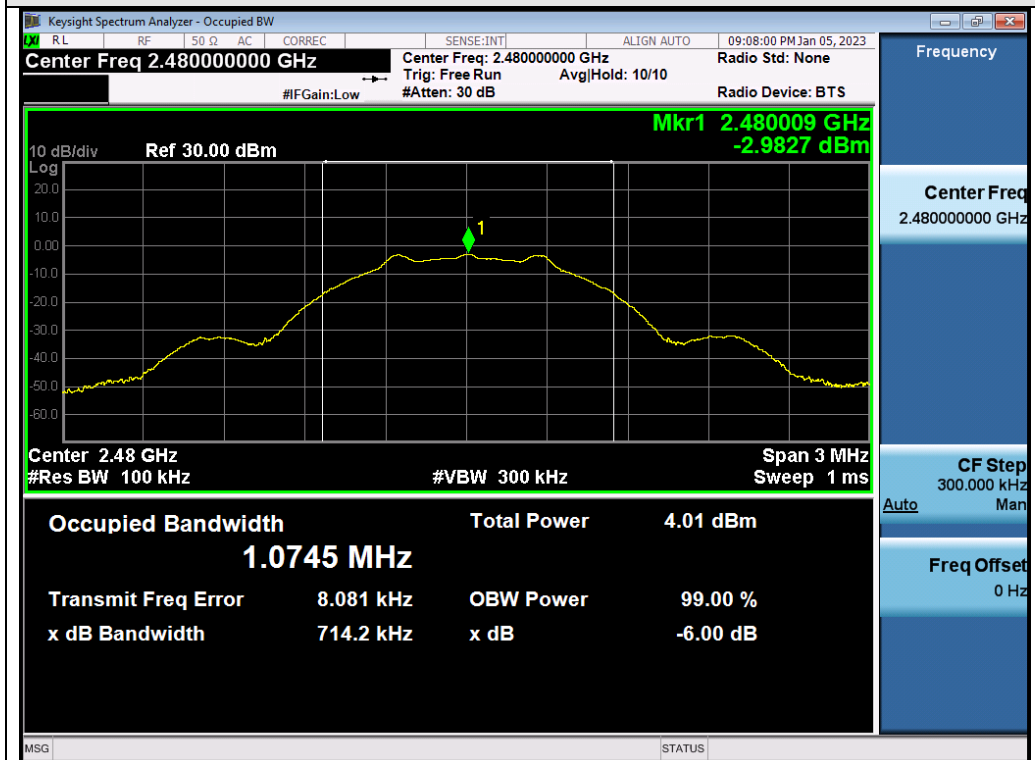 Keysight Spectrum Analyzer - Occupied BW
LXI RL RF 50 Ω AC CORREC SENSE:INT ALIGN AUTO 09:08:00 PM Jan 05, 2023
Center Freq 2.480000000 GHz
Center Freq: 2.480000000 GHz Radio Std: None
Trig: Free Run Avg|Hold: 10/10
#IFGain:Low #Atten: 30 dB Radio Device: BTS
Mkr1 2.480009 GHz
-2.9827 dBm
10 dB/div Ref 30.00 dBm
Log
20.0
10.0
0.00
-10.0
-20.0
-30.0
-40.0
-50.0
-60.0
1
Center 2.48 GHz Span 3 MHz
#Res BW 100 kHz #VBW 300 kHz Sweep 1 ms
Occupied Bandwidth Total Power 4.01 dBm
1.0745 MHz
Transmit Freq Error 8.081 kHz OBW Power 99.00 %
x dB Bandwidth 714.2 kHz x dB -6.00 dB
MSG STATUS
Frequency
Center Freq
2.480000000 GHz
CF Step
300.000 kHz
Auto Man
Freq Offset
0 Hz